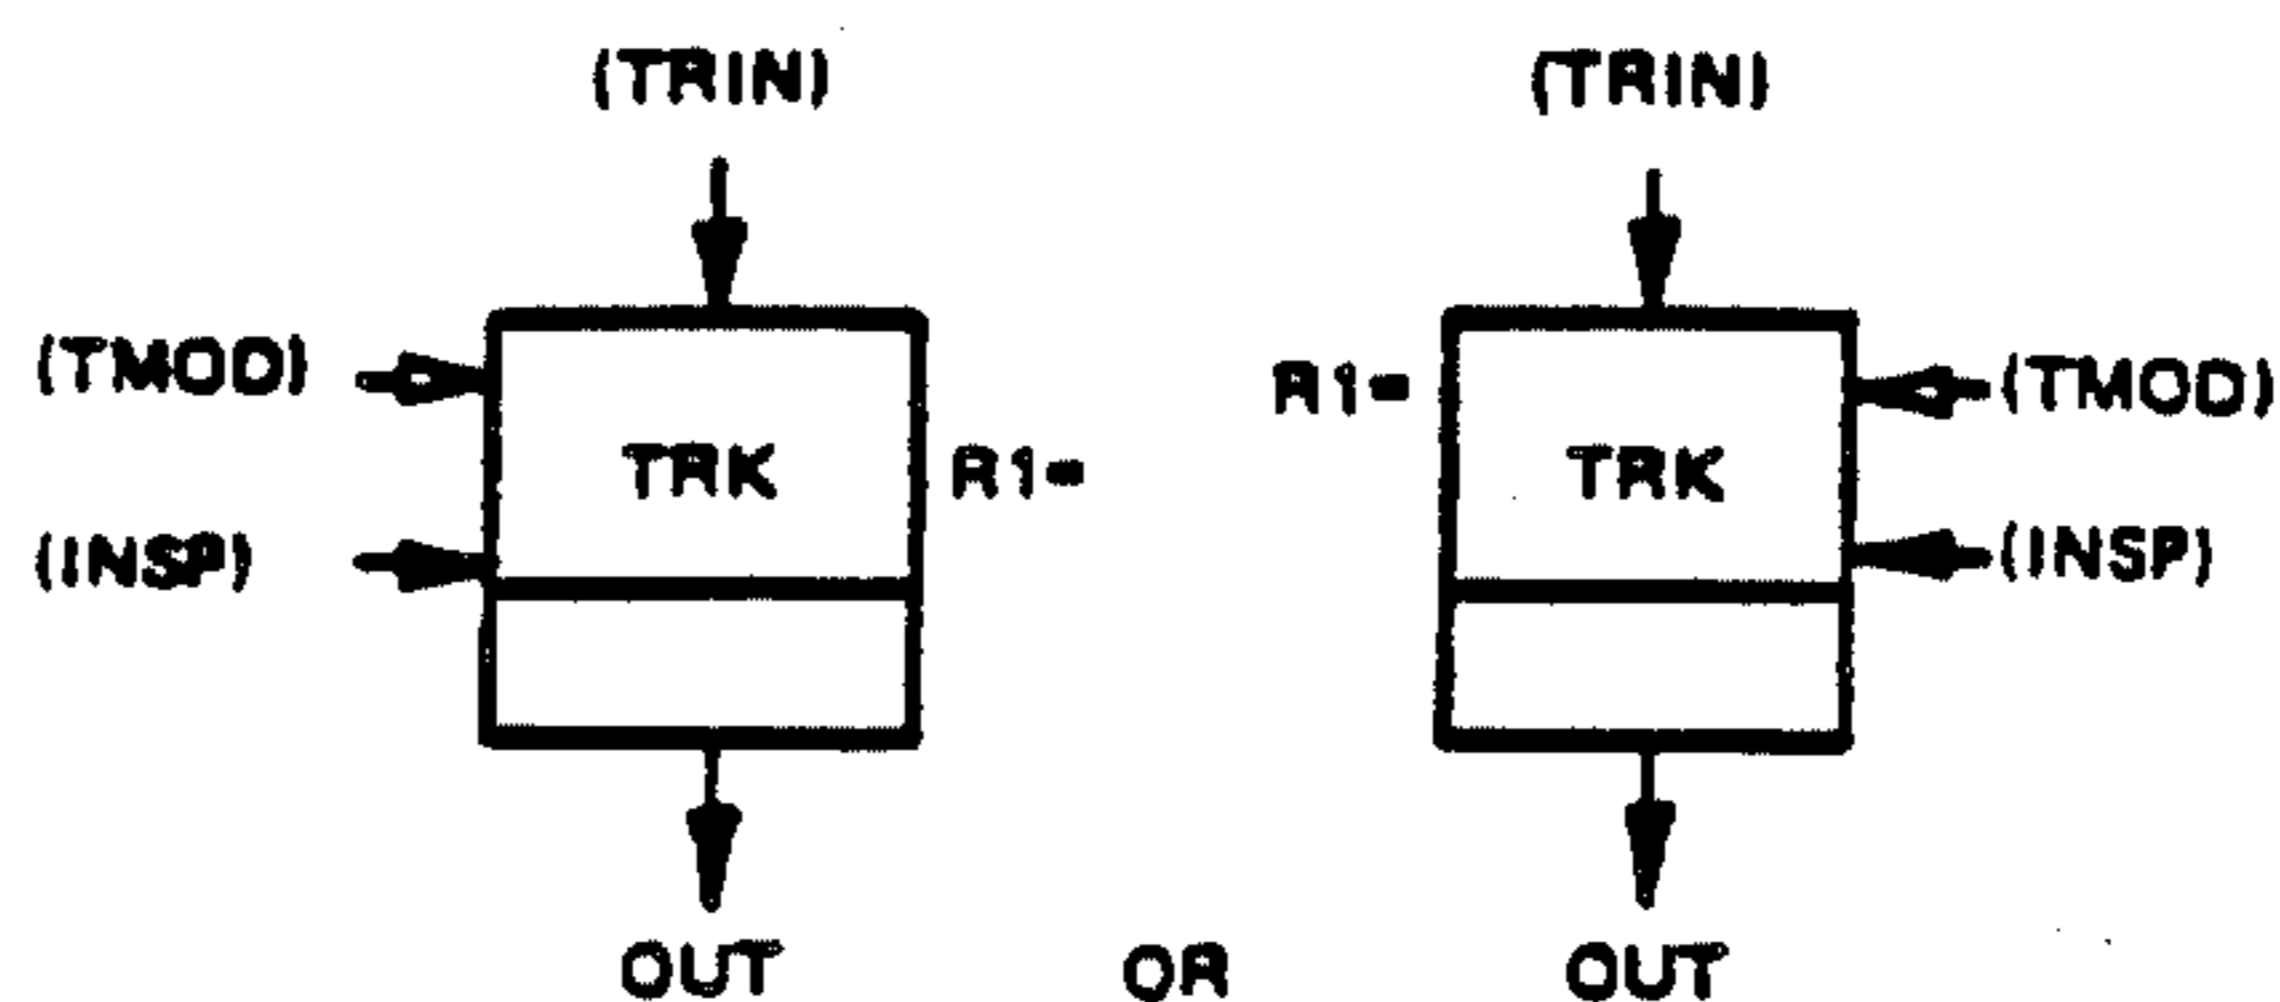 (TRIN) (TRIN)
(TMOD) R1= (TMOD)
TRK R1= TRK
(INSP) (INSP)
OUT OR OUT